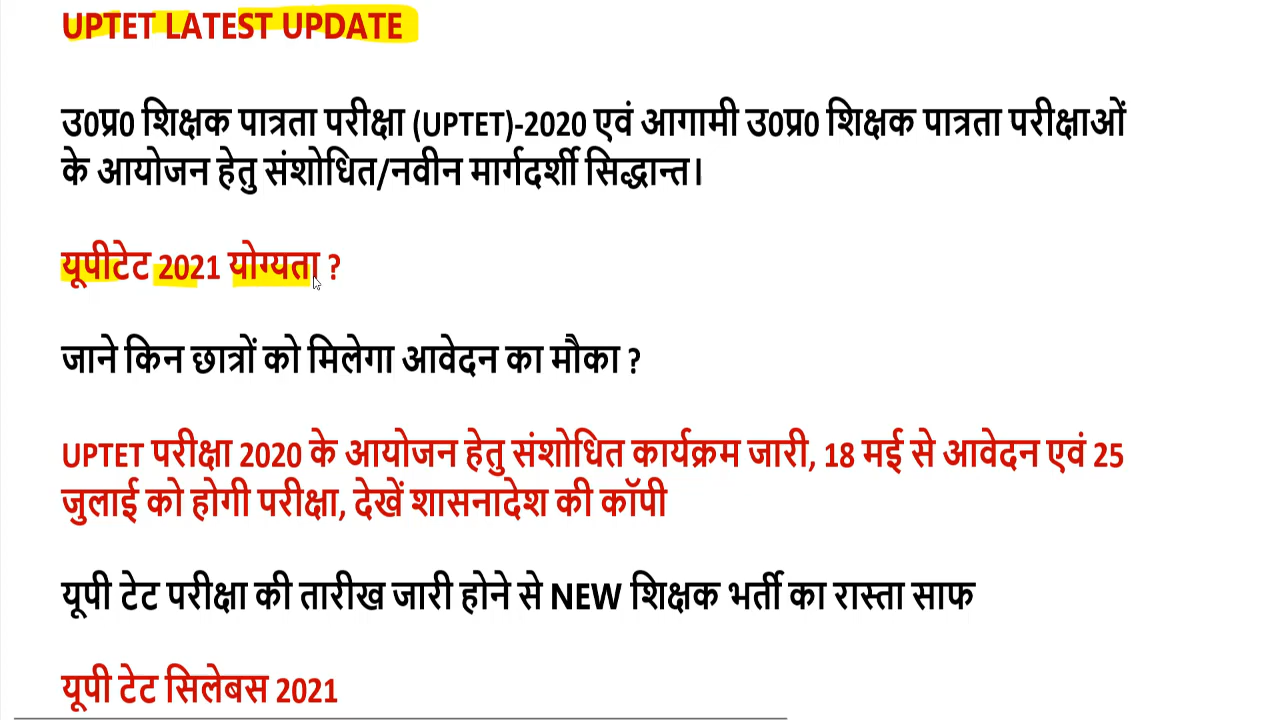 UPTET LATEST UPDATE
उ0प्र0 शिक्षक पात्रता परीक्षा (UPTET)-2020 एवं आगामी उ0प्र0 शिक्षक पात्रता परीक्षाओं
के आयोजन हेतु संशोधित/नवीन मार्गदर्शी सिद्धान्त।
यूपीटेट 2021 योग्यता ?
जाने किन छात्रों को मिलेगा आवेदन का मौका ?
UPTET परीक्षा 2020 के आयोजन हेतु संशोधित कार्यक्रम जारी, 18 मई से आवेदन एवं 25
जुलाई को होगी परीक्षा, देखें शासनादेश की कॉपी
यूपी टेट परीक्षा की तारीख जारी होने से NEW शिक्षक भर्ती का रास्ता साफ
यूपी टेट सिलेबस 2021